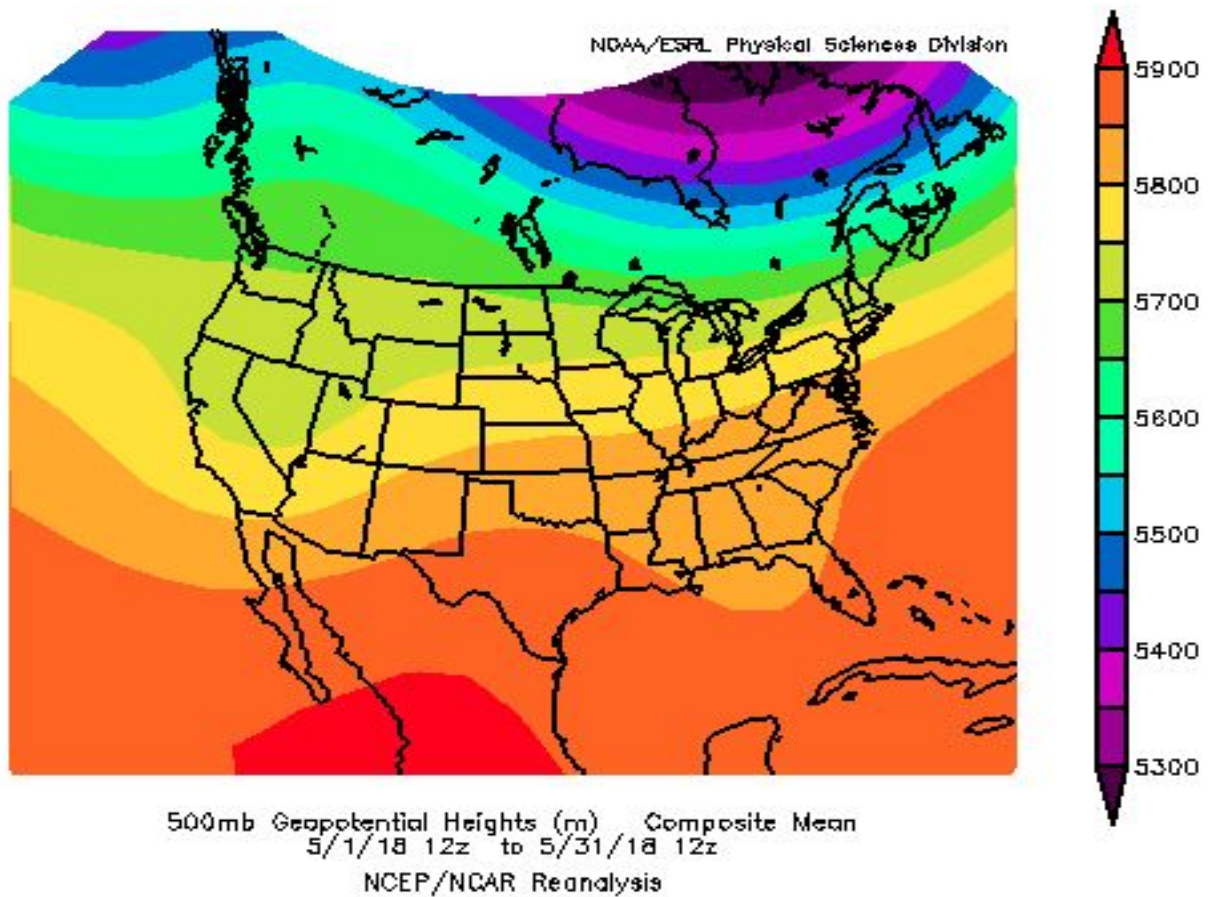 NOAA/ESRL Physical Sciences Division
5900
5800
5700
5600
5500
5400
5300
500mb Geopotential Heights (m) Composite Mean
5/1/18 12z to 5/31/18 12z
NCEP/NCAR Reanalysis